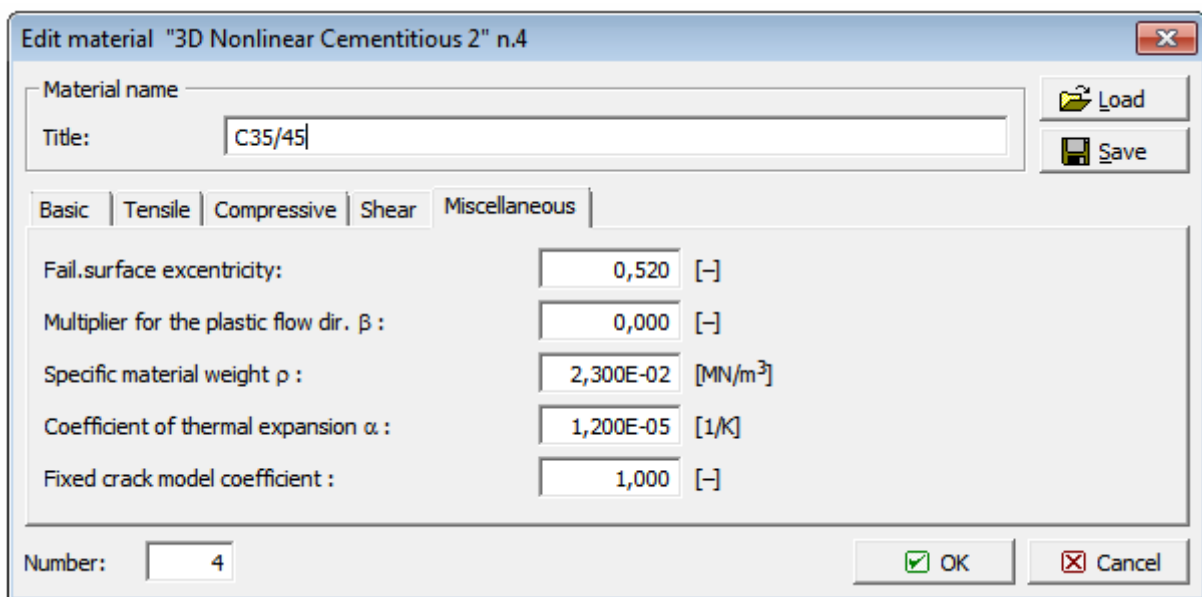 Edit material "3D Nonlinear Cementitious 2" n.4
Material name
Title: C35/45
Load
Save
Basic Tensile Compressive Shear Miscellaneous
Fail.surface excentricity: 0,520 [–]
Multiplier for the plastic flow dir. β : 0,000 [–]
Specific material weight ρ : 2,300E-02 [MN/m³]
Coefficient of thermal expansion α : 1,200E-05 [1/K]
Fixed crack model coefficient : 1,000 [–]
Number: 4 OK Cancel